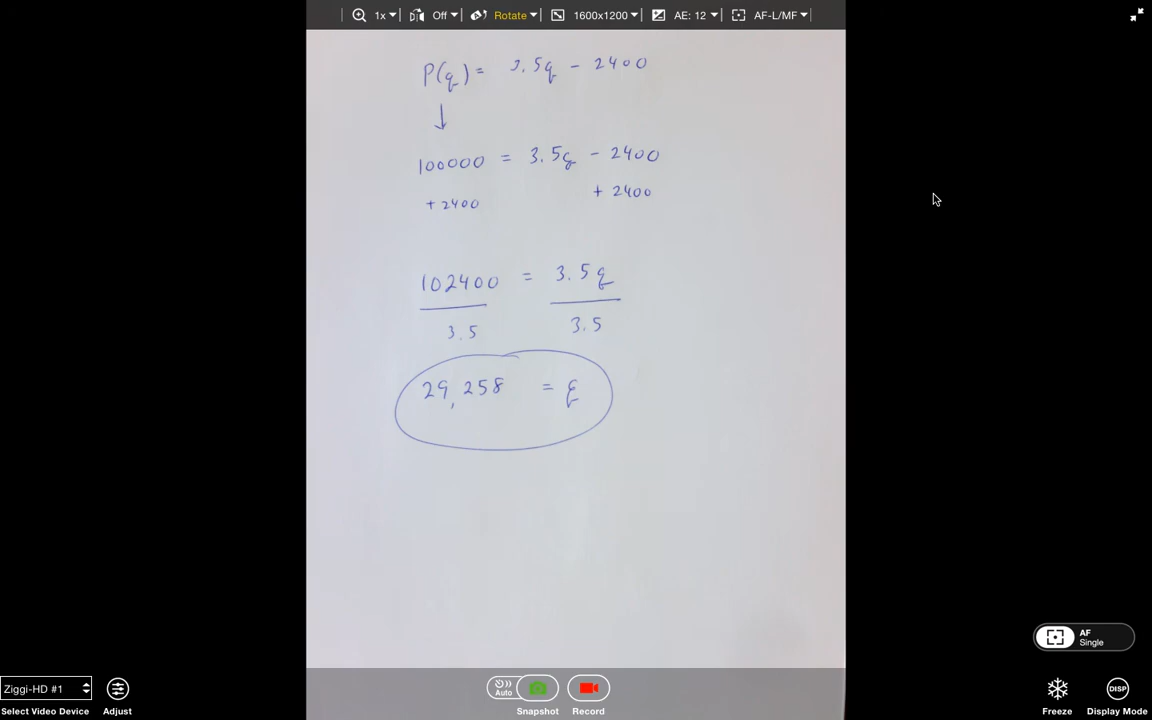 1x Off Rotate 1600x1200 AE: 12 AF-L/MF
P(q) = 3.5q - 2400
↓
100000 = 3.5q - 2400
+ 2400 + 2400
102400 = 3.5q
3.5 3.5
29,258 = q
AF
Single
Ziggi-HD #1
Auto
Select Video Device Adjust Snapshot Record
DISP
Freeze Display Mode